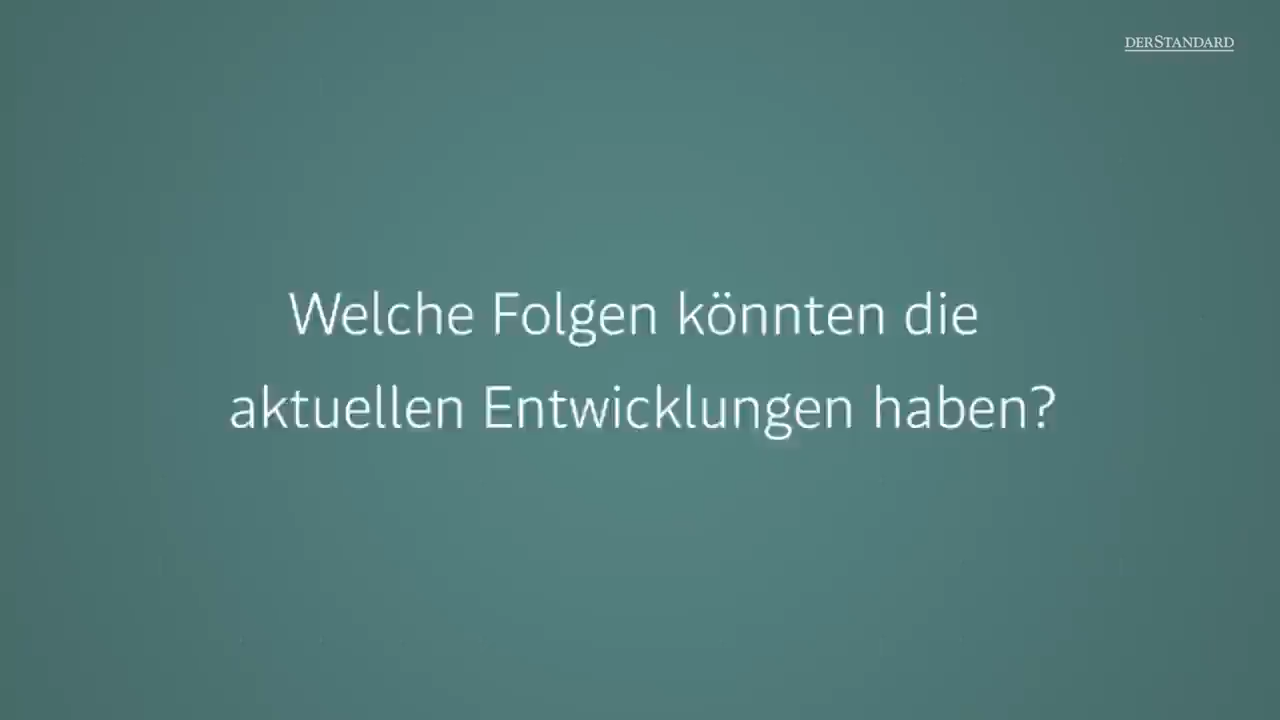 DERSTANDARD
Welche Folgen könnten die
aktuellen Entwicklungen haben?